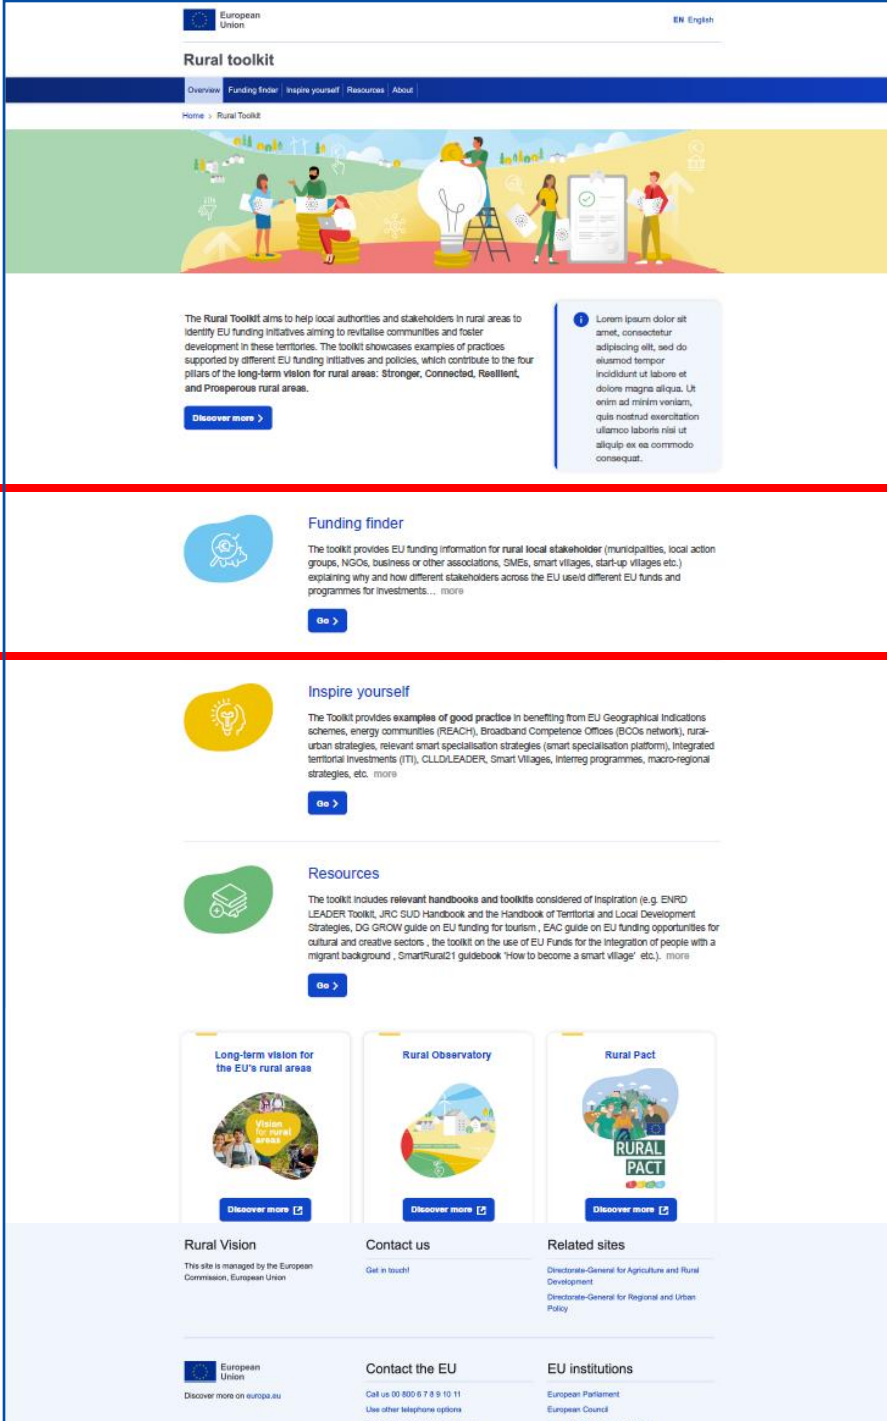 European
Union
EN English
Rural toolkit
Overview Funding finder Inspire yourself Resources About
Home > Rural Toolkit
The Rural Toolkit aims to help local authorities and stakeholders in rural areas to
identify EU funding initiatives aiming to revitalise communities and foster
development in these territories. The toolkit showcases examples of practices
supported by different EU funding initiatives and policies, which contribute to the four
pillars of the long-term vision for rural areas: Stronger, Connected, Resilient,
and Prosperous rural areas.
Discover more >
Lorem ipsum dolor sit
amet, consectetur
adipiscing elit, sed do
eiusmod tempor
incididunt ut labore et
dolore magna aliqua. Ut
enim ad minim veniam,
quis nostrud exercitation
ullamco laboris nisi ut
aliquip ex ea commodo
consequat.
Funding finder
The toolkit provides EU funding information for rural local stakeholder (municipalities, local action
groups, NGOs, business or other associations, SMEs, smart villages, start-up villages etc.)
explaining why and how different stakeholders across the EU use/d different EU funds and
programmes for investments... more
Go >
Inspire yourself
The Toolkit provides examples of good practice in benefiting from EU Geographical Indications
schemes, energy communities (REACH), Broadband Competence Offices (BCOs network), rural-
urban strategies, relevant smart specialisation strategies (smart specialisation platform), Integrated
territorial investments (ITI), CLLD/LEADER, Smart Villages, Interreg programmes, macro-regional
strategies, etc. more
Go >
Resources
The toolkit includes relevant handbooks and toolkits considered of inspiration (e.g. ENRD
LEADER Toolkit, JRC SUD Handbook and the Handbook of Territorial and Local Development
Strategies, DG GROW guide on EU funding for tourism , EAC guide on EU funding opportunities for
cultural and creative sectors , the toolkit on the use of EU Funds for the integration of people with a
migrant background , SmartRural21 guidebook 'How to become a smart village' etc.). more
Go >
Long-term vision for
the EU's rural areas
Vision
for rural
areas
Discover more
Rural Observatory
Discover more
Rural Pact
RURAL
PACT
Discover more
Rural Vision
This site is managed by the European
Commission, European Union
Contact us
Get in touch!
Related sites
Directorate-General for Agriculture and Rural
Development
Directorate-General for Regional and Urban
Policy
European
Union
Discover more on europa.eu
Contact the EU
Call us 00 800 6 7 8 9 10 11
Use other telephone options
EU institutions
European Parliament
European Council